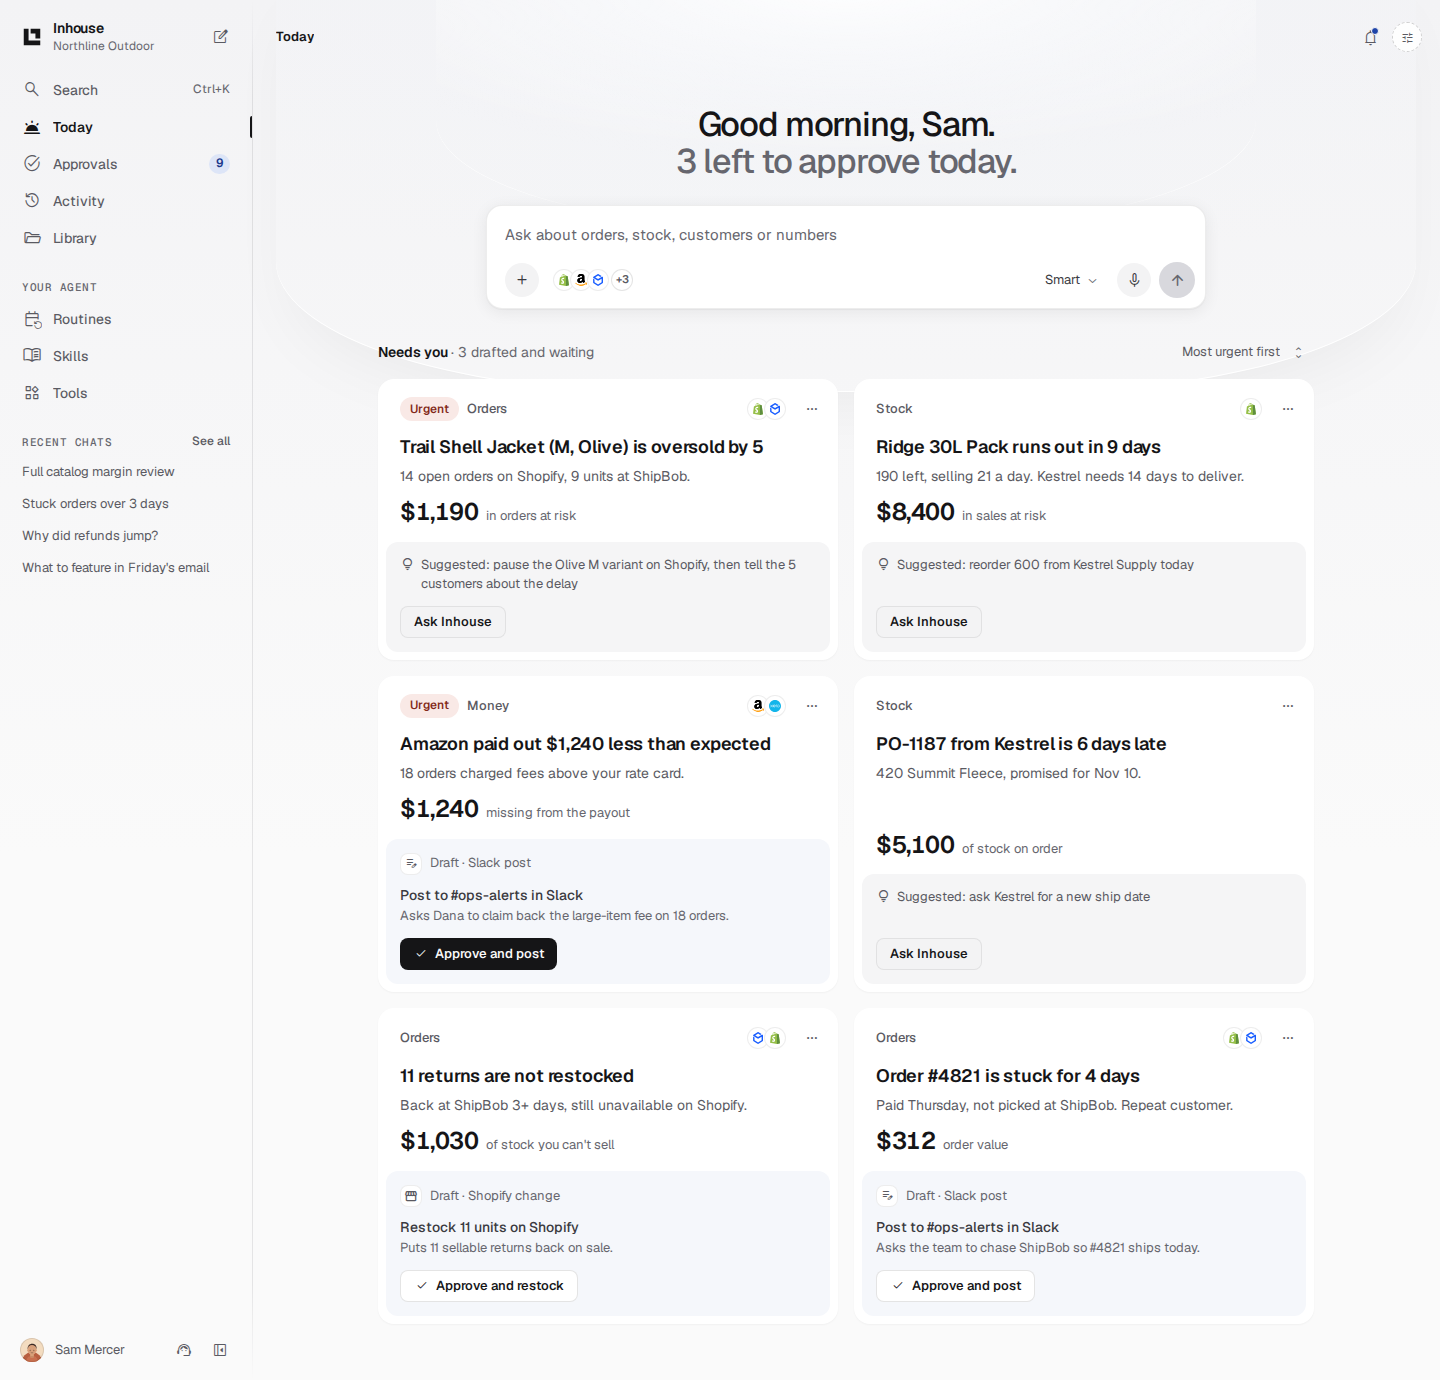 Inhouse
Northline Outdoor
Search Ctrl+K
Today
Approvals 9
Activity
Library
YOUR AGENT
Routines
Skills
Tools
RECENT CHATS See all
Full catalog margin review
Stuck orders over 3 days
Why did refunds jump?
What to feature in Friday's email
Sam Mercer
Today
Good morning, Sam.
3 left to approve today.
Ask about orders, stock, customers or numbers
+3
Smart
Needs you · 3 drafted and waiting
Most urgent first
Urgent Orders
Trail Shell Jacket (M, Olive) is oversold by 5
14 open orders on Shopify, 9 units at ShipBob.
$1,190 in orders at risk
Suggested: pause the Olive M variant on Shopify, then tell the 5
customers about the delay
Ask Inhouse
Stock
Ridge 30L Pack runs out in 9 days
190 left, selling 21 a day. Kestrel needs 14 days to deliver.
$8,400 in sales at risk
Suggested: reorder 600 from Kestrel Supply today
Ask Inhouse
Urgent Money
Amazon paid out $1,240 less than expected
18 orders charged fees above your rate card.
$1,240 missing from the payout
Draft · Slack post
Post to #ops-alerts in Slack
Asks Dana to claim back the large-item fee on 18 orders.
Approve and post
Stock
PO-1187 from Kestrel is 6 days late
420 Summit Fleece, promised for Nov 10.
$5,100 of stock on order
Suggested: ask Kestrel for a new ship date
Ask Inhouse
Orders
11 returns are not restocked
Back at ShipBob 3+ days, still unavailable on Shopify.
$1,030 of stock you can't sell
Draft · Shopify change
Restock 11 units on Shopify
Puts 11 sellable returns back on sale.
Approve and restock
Orders
Order #4821 is stuck for 4 days
Paid Thursday, not picked at ShipBob. Repeat customer.
$312 order value
Draft · Slack post
Post to #ops-alerts in Slack
Asks the team to chase ShipBob so #4821 ships today.
Approve and post